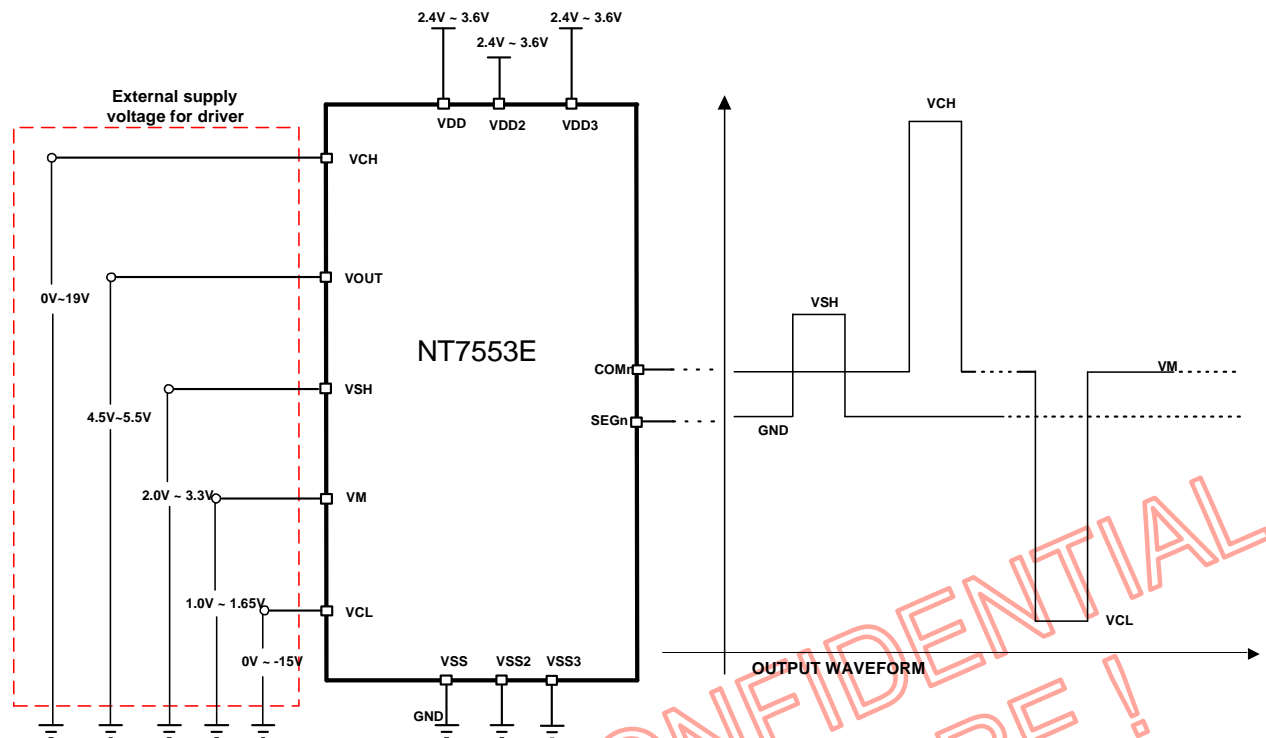 2.4V ~ 3.6V
2.4V ~ 3.6V
2.4V ~ 3.6V
External supply
voltage for driver
VDD
VDD2
VDD3
VCH
VCH
VOUT
0V~19V
VSH
NT7553E
COMn
VM
VSH
4.5V~5.5V
SEGn
GND
2.0V ~ 3.3V
VM
1.0V ~ 1.65V
VCL
VCL
0V ~ -15V
VSS
VSS2
VSS3
OUTPUT WAVEFORM
GND